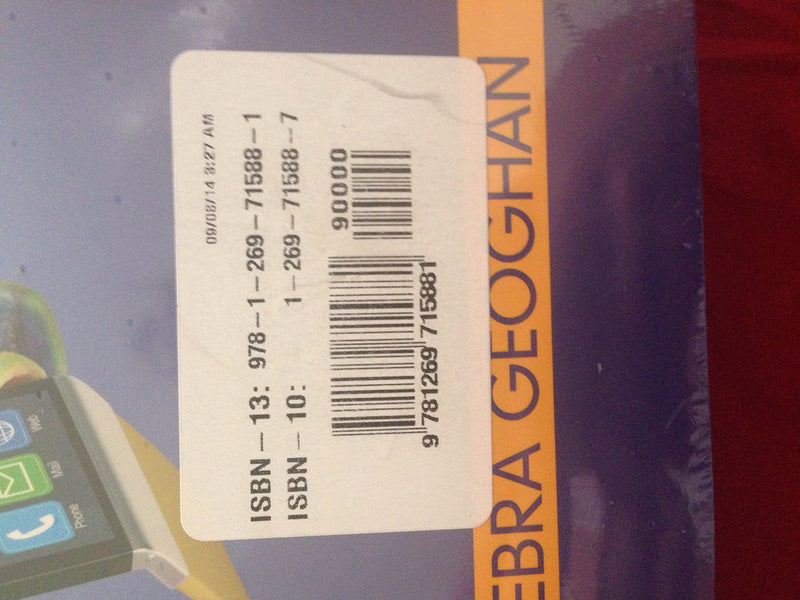 09/08/14 8:27 AM
ISBN-13: 978-1-269-71588-1
ISBN-10: 1-269-71588-7
90000
9 781269 715881
EBRA GEOGHAN
Web
Mail
Phone